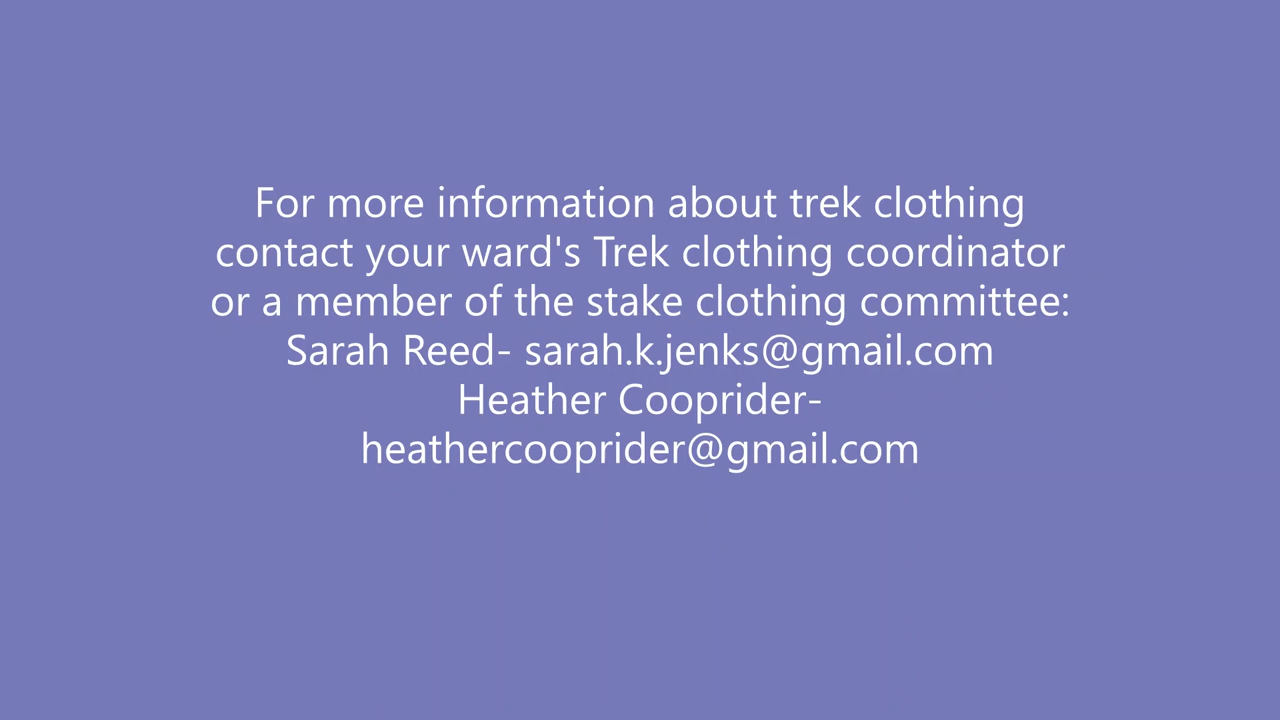 For more information about trek clothing
contact your ward's Trek clothing coordinator
or a member of the stake clothing committee:
Sarah Reed- sarah.k.jenks@gmail.com
Heather Cooprider-
heathercooprider@gmail.com